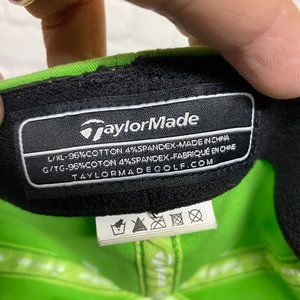 TaylorMade
L/XL-96%COTTON 4%SPANDEX-MADE IN CHINA
G/TG-96%COTON 4%SPANDEX-FABRIQUÉ EN CHINE
TAYLORMADEGOLF.COM